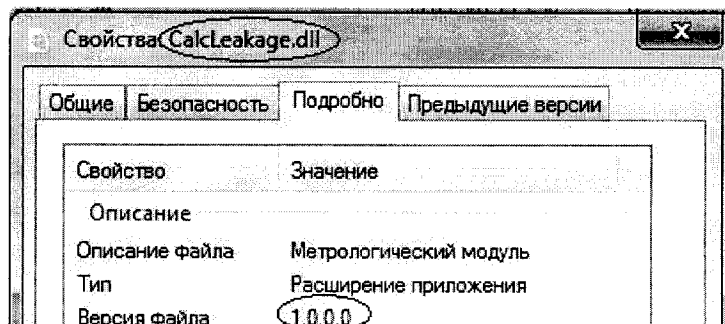 Свойства: CalcLeakage.dll
Общие Безопасность Подробно Предыдущие версии
Свойство Значение
Описание
Описание файла Метрологический модуль
Тип Расширение приложения
Версия файла 1.0.0.0